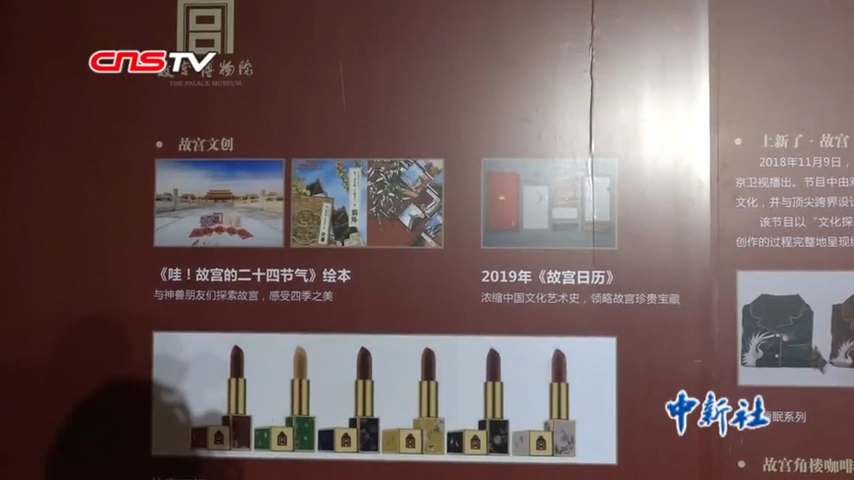 CNSTV
故宫博物院
THE PALACE MUSEUM
故宫文创
《哇！故宫的二十四节气》绘本
与神兽朋友们探索故宫，感受四季之美
2019年《故宫日历》
浓缩中国文化艺术史，领略故宫珍贵宝藏
上新了·故宫
2018年11月9日，
京卫视播出。节目中由
文化，并与顶尖跨界设
该节目以“文化探
创作的过程完整地呈现
眠系列
故宫角楼咖啡
中新社